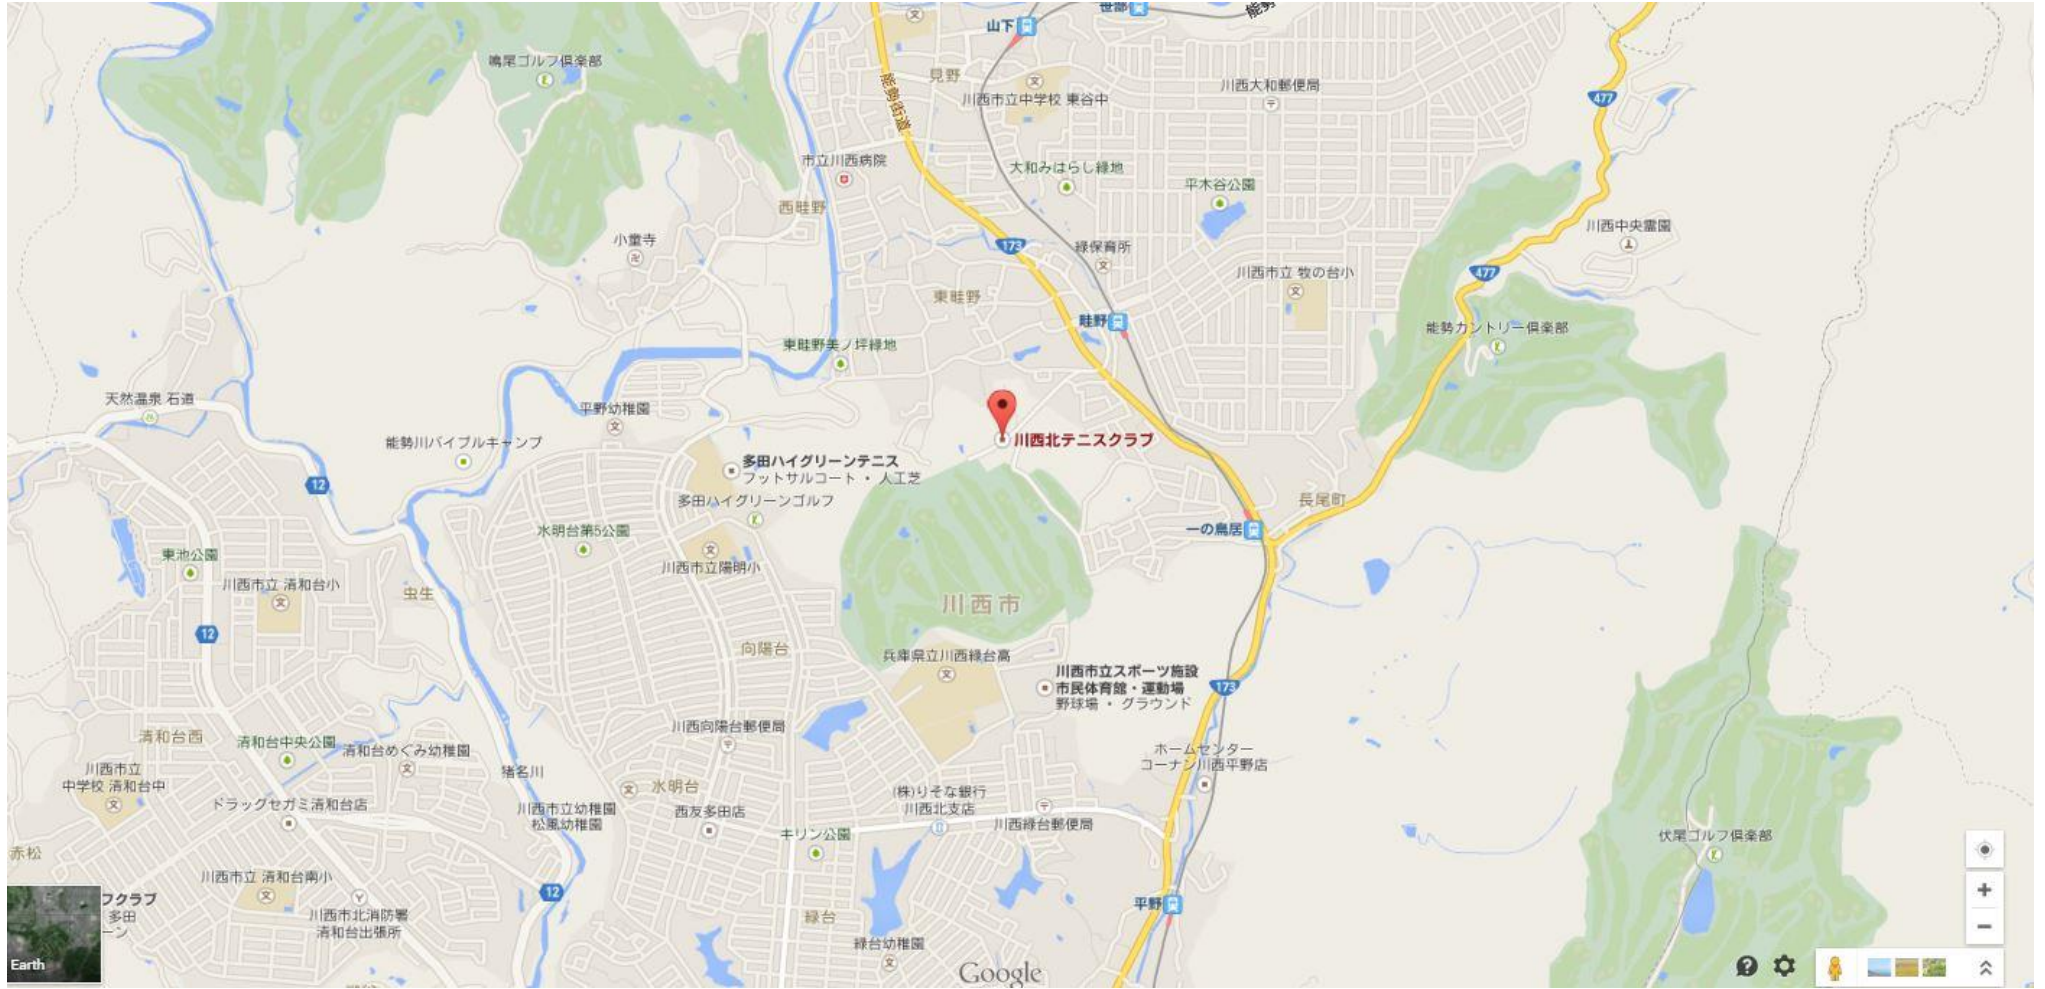 山下
笹部
鳴尾ゴルフ倶楽部
見野
能勢街道
川西市立中学校 東谷中
川西大和郵便局
477
市立川西病院
大和みはらし緑地
平木谷公園
西畦野
川西中央霊園
小童寺
173
緑保育所
川西市立 牧の台小
477
東畦野
畦野
能勢カントリー倶楽部
東畦野美ノ坪緑地
天然温泉 石道
平野幼稚園
能勢川バイブルキャンプ
川西北テニスクラブ
多田ハイグリーンテニス
フットサルコート ・ 人工芝
12
多田ハイグリーンゴルフ
長尾町
水明台第5公園
一の鳥居
東池公園
川西市立陽明小
川西市立 清和台小
虫生
川西市
12
向陽台
兵庫県立川西緑台高
川西市立スポーツ施設
市民体育館・運動場
野球場 ・ グラウンド
173
川西向陽台郵便局
清和台西
清和台中央公園
清和台めぐみ幼稚園
ホームセンター
コーナン川西平野店
川西市立
中学校 清和台中
猪名川
水明台
ドラッグセガミ清和台店
川西市立幼稚園
松風幼稚園
西友多田店
(株)りそな銀行
川西北支店
川西緑台郵便局
キリン公園
伏尾ゴルフ倶楽部
赤松
川西市立 清和台南小
12
フクラブ
多田
ーン
川西市北消防署
清和台出張所
平野
緑台
緑台幼稚園
Earth
Google